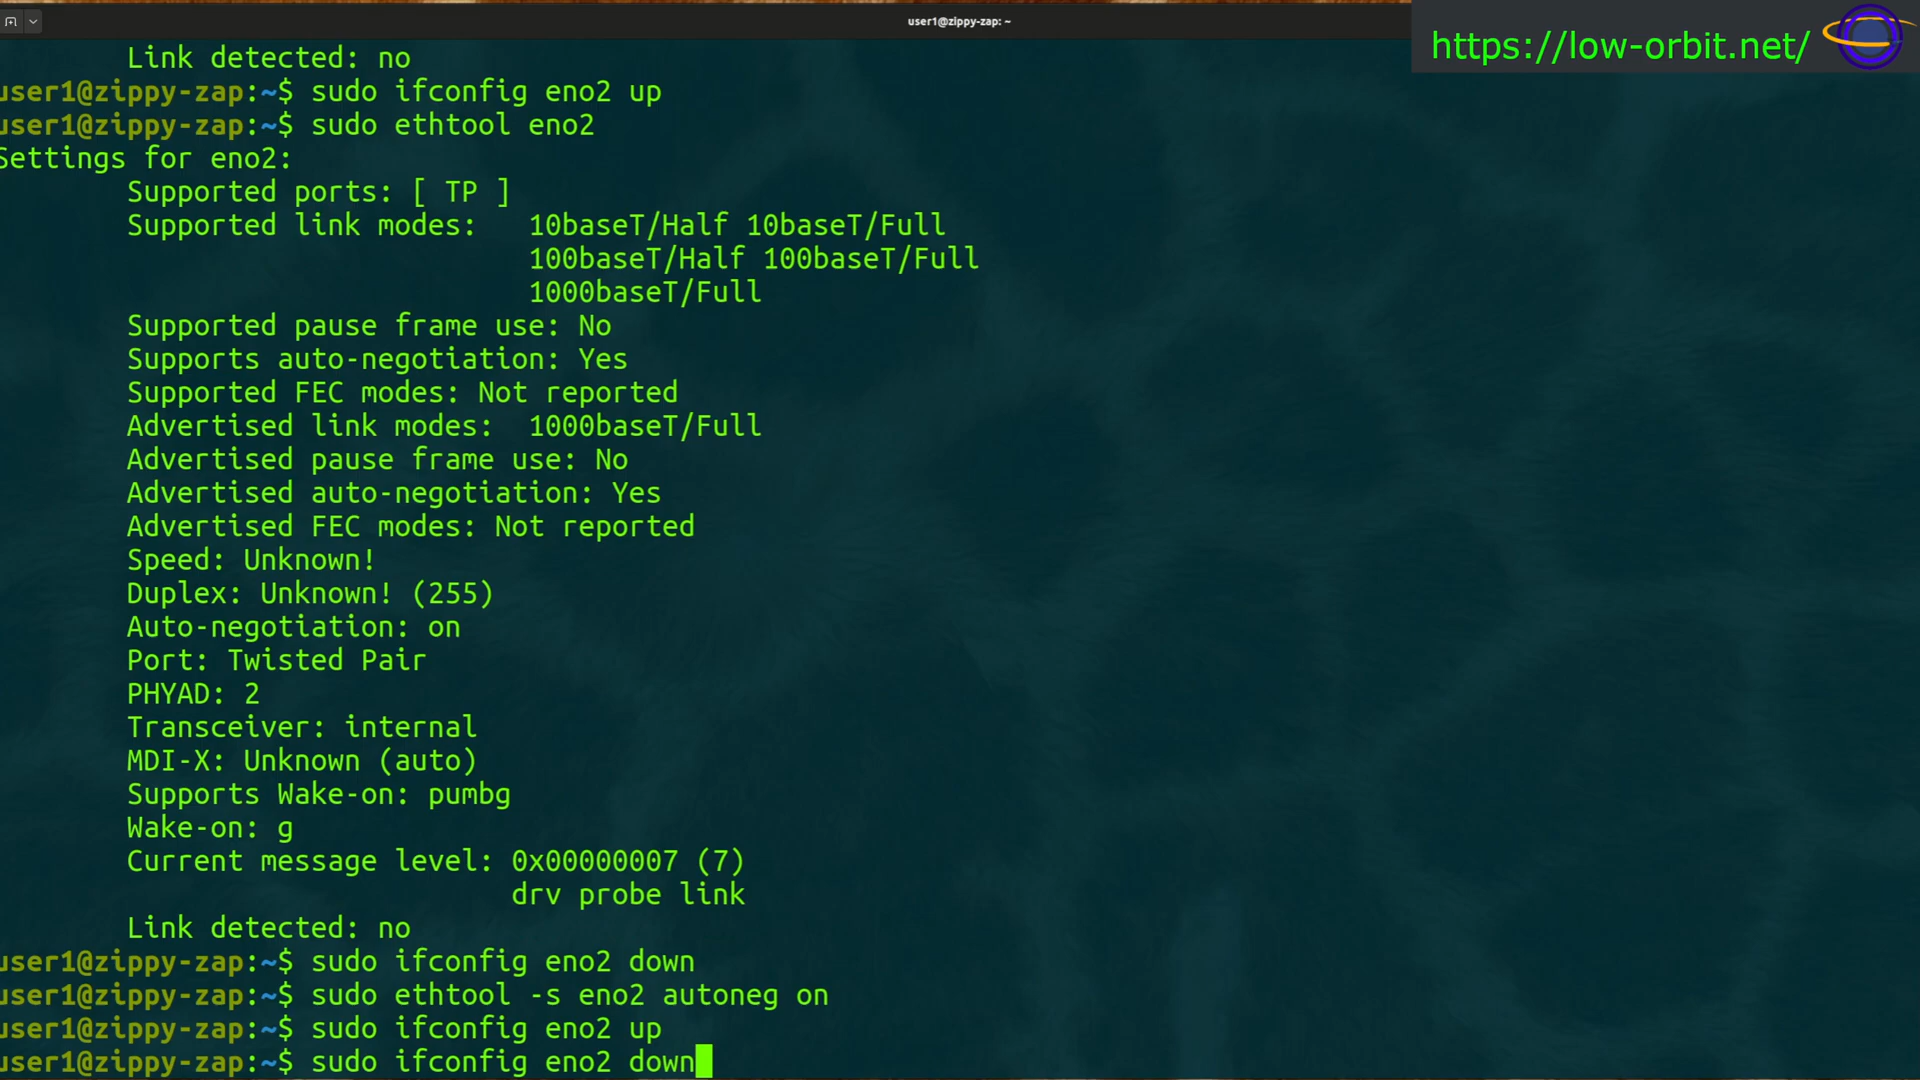 user1@zippy-zap: ~
https://low-orbit.net/
Link detected: no
user1@zippy-zap:~$ sudo ifconfig eno2 up
user1@zippy-zap:~$ sudo ethtool eno2
Settings for eno2:
Supported ports: [ TP ]
Supported link modes:   10baseT/Half 10baseT/Full
100baseT/Half 100baseT/Full
1000baseT/Full
Supported pause frame use: No
Supports auto-negotiation: Yes
Supported FEC modes: Not reported
Advertised link modes:  1000baseT/Full
Advertised pause frame use: No
Advertised auto-negotiation: Yes
Advertised FEC modes: Not reported
Speed: Unknown!
Duplex: Unknown! (255)
Auto-negotiation: on
Port: Twisted Pair
PHYAD: 2
Transceiver: internal
MDI-X: Unknown (auto)
Supports Wake-on: pumbg
Wake-on: g
Current message level: 0x00000007 (7)
drv probe link
Link detected: no
user1@zippy-zap:~$ sudo ifconfig eno2 down
user1@zippy-zap:~$ sudo ethtool -s eno2 autoneg on
user1@zippy-zap:~$ sudo ifconfig eno2 up
user1@zippy-zap:~$ sudo ifconfig eno2 down